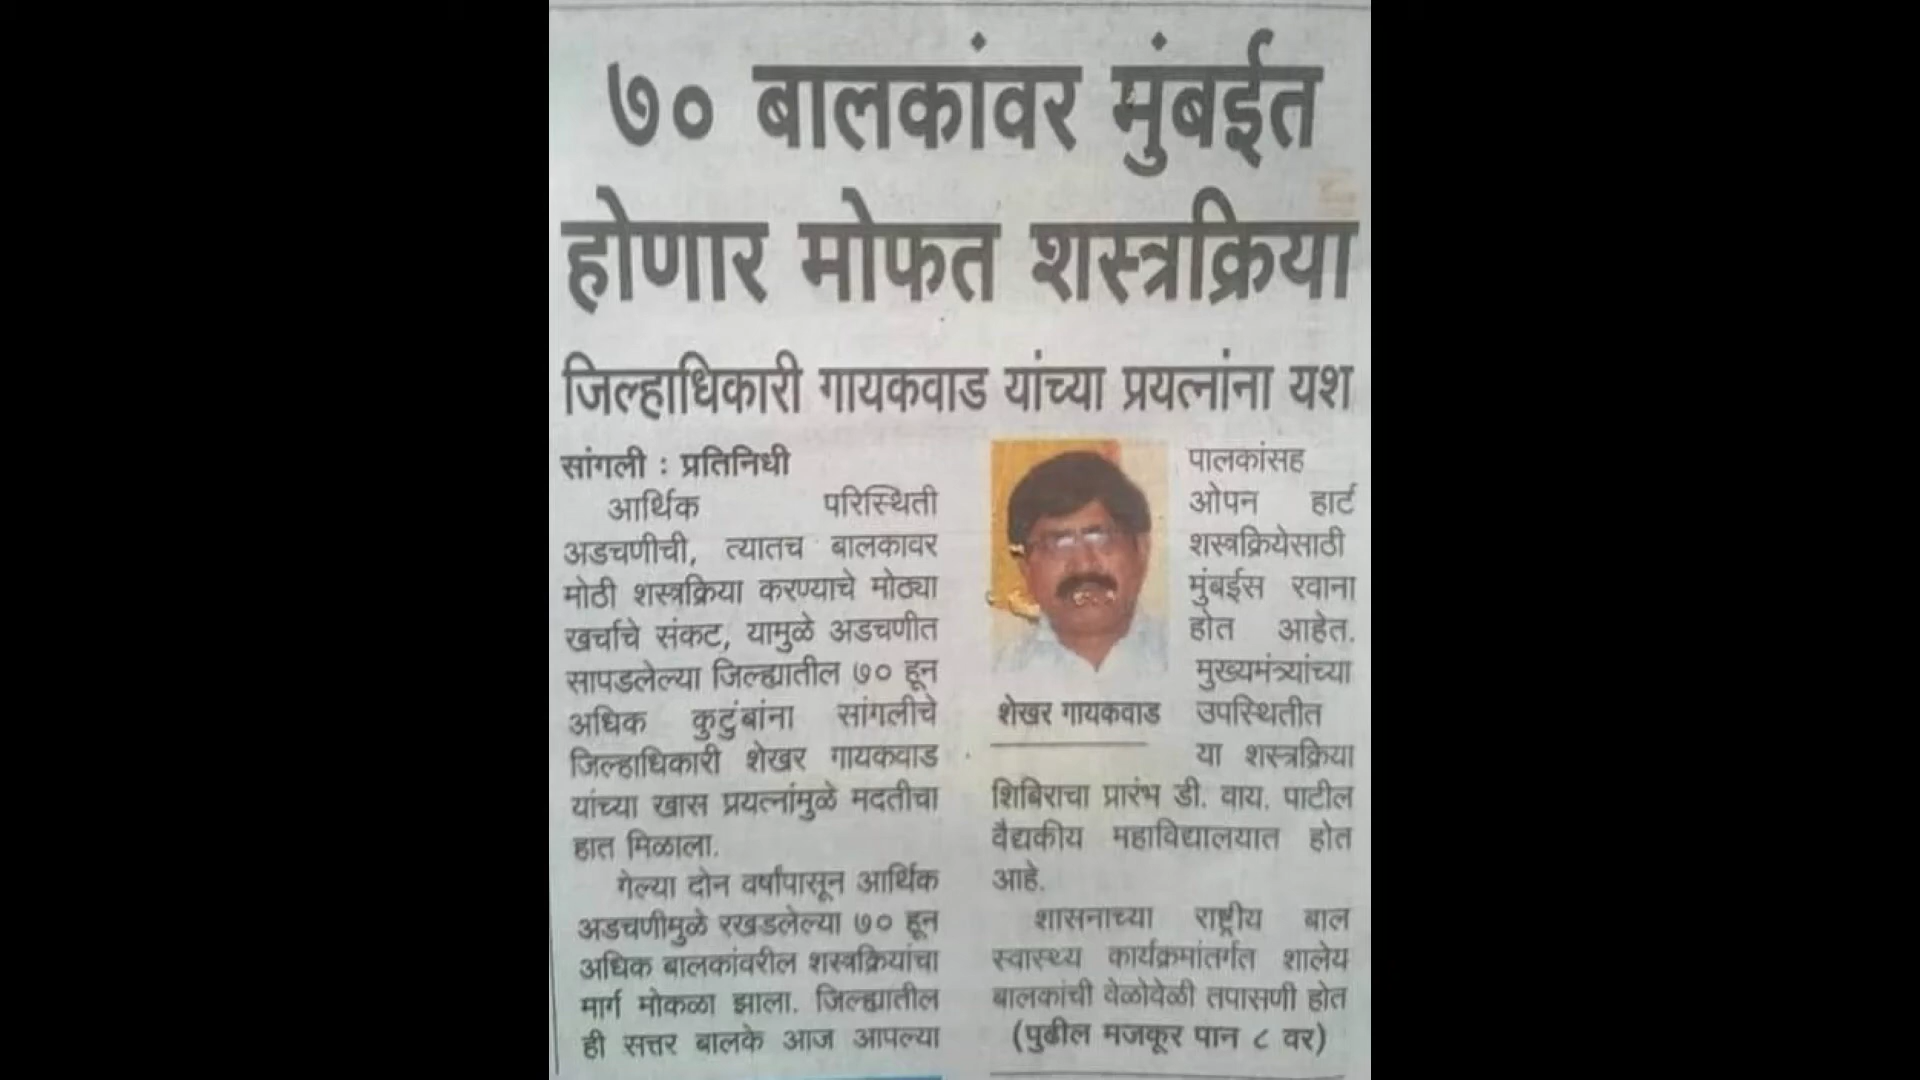 ७० बालकांवर मुंबईत
होणार मोफत शस्त्रक्रिया
जिल्हाधिकारी गायकवाड यांच्या प्रयत्नांना यश
सांगली : प्रतिनिधी
आर्थिक परिस्थिती
अडचणीची, त्यातच बालकावर
मोठी शस्त्रक्रिया करण्याचे मोठ्या
खर्चाचे संकट, यामुळे अडचणीत
सापडलेल्या जिल्ह्यातील ७० हून
अधिक कुटुंबांना सांगलीचे
जिल्हाधिकारी शेखर गायकवाड
यांच्या खास प्रयत्नांमुळे मदतीचा
हात मिळाला.
गेल्या दोन वर्षांपासून आर्थिक
अडचणीमुळे रखडलेल्या ७० हून
अधिक बालकांवरील शस्त्रक्रियांचा
मार्ग मोकळा झाला. जिल्ह्यातील
ही सत्तर बालके आज आपल्या
शेखर गायकवाड
पालकांसह
ओपन हार्ट
शस्त्रक्रियेसाठी
मुंबईस रवाना
होत आहेत.
मुख्यमंत्र्यांच्या
उपस्थितीत
या शस्त्रक्रिया
शिबिराचा प्रारंभ डी. वाय. पाटील
वैद्यकीय महाविद्यालयात होत
आहे.
शासनाच्या राष्ट्रीय बाल
स्वास्थ्य कार्यक्रमांतर्गत शालेय
बालकांची वेळोवेळी तपासणी होत
(पुढील मजकूर पान ८ वर)